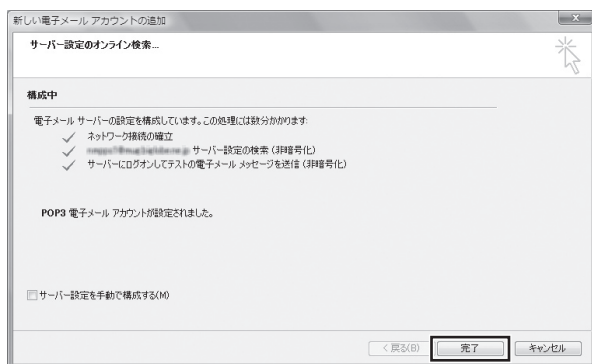 新しい電子メール アカウントの追加
サーバー設定のオンライン検索...
構成中
電子メール サーバーの設定を構成しています。この処理には数分かかります:
ネットワーク接続の確立
サーバー設定の検索 (非暗号化)
サーバーにログオンしてテストの電子メール メッセージを送信 (非暗号化)
POP3 電子メール アカウントが設定されました。
サーバー設定を手動で構成する(M)
< 戻る(B)
完了
キャンセル